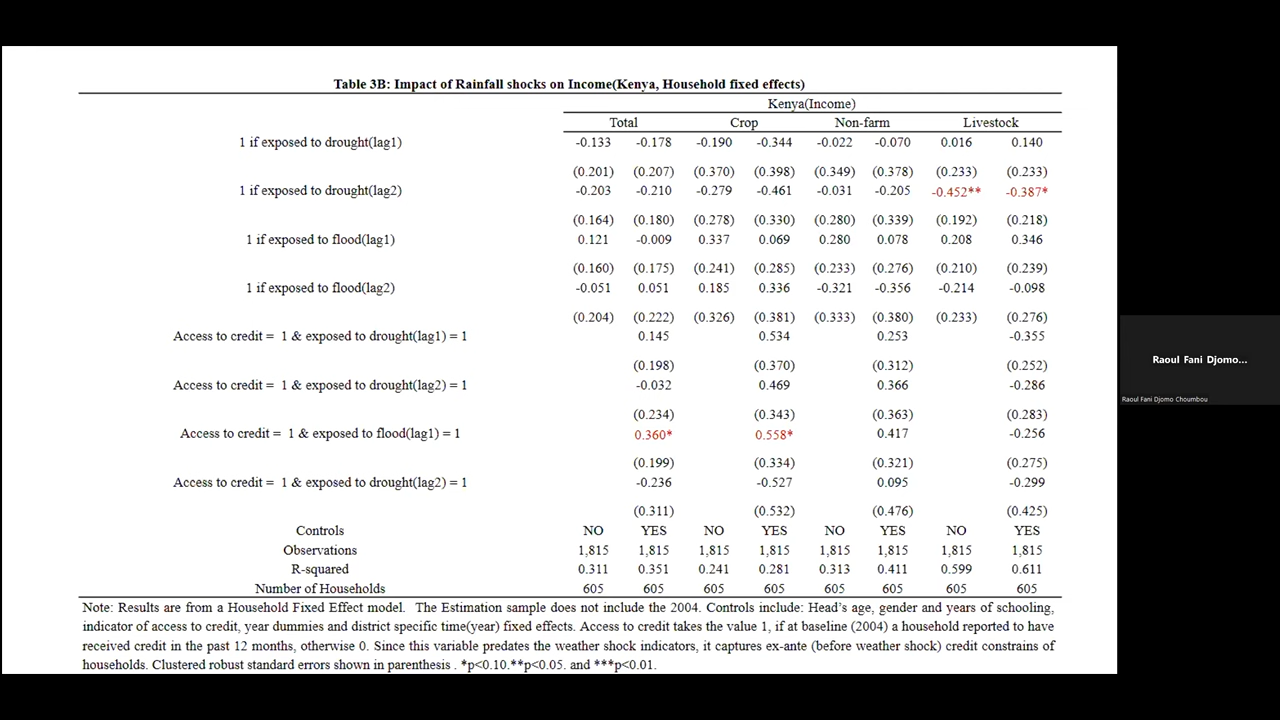 Table 3B: Impact of Rainfall shocks on Income(Kenya, Household fixed effects)
Kenya(Income)
Total Crop Non-farm Livestock
1 if exposed to drought(lag1) -0.133 -0.178 -0.190 -0.344 -0.022 -0.070 0.016 0.140
(0.201) (0.207) (0.370) (0.398) (0.349) (0.378) (0.233) (0.233)
1 if exposed to drought(lag2) -0.203 -0.210 -0.279 -0.461 -0.031 -0.205 -0.452** -0.387*
(0.164) (0.180) (0.278) (0.330) (0.280) (0.339) (0.192) (0.218)
1 if exposed to flood(lag1) 0.121 -0.009 0.337 0.069 0.280 0.078 0.208 0.346
(0.160) (0.175) (0.241) (0.285) (0.233) (0.276) (0.210) (0.239)
1 if exposed to flood(lag2) -0.051 0.051 0.185 0.336 -0.321 -0.356 -0.214 -0.098
(0.204) (0.222) (0.326) (0.381) (0.333) (0.380) (0.233) (0.276)
Access to credit = 1 & exposed to drought(lag1) = 1 0.145 0.534 0.253 -0.355
(0.198) (0.370) (0.312) (0.252)
Access to credit = 1 & exposed to drought(lag2) = 1 -0.032 0.469 0.366 -0.286
(0.234) (0.343) (0.363) (0.283)
Access to credit = 1 & exposed to flood(lag1) = 1 0.360* 0.558* 0.417 -0.256
(0.199) (0.334) (0.321) (0.275)
Access to credit = 1 & exposed to drought(lag2) = 1 -0.236 -0.527 0.095 -0.299
(0.311) (0.532) (0.476) (0.425)
Controls NO YES NO YES NO YES NO YES
Observations 1,815 1,815 1,815 1,815 1,815 1,815 1,815 1,815
R-squared 0.311 0.351 0.241 0.281 0.313 0.411 0.599 0.611
Number of Households 605 605 605 605 605 605 605 605
Note: Results are from a Household Fixed Effect model. The Estimation sample does not include the 2004. Controls include: Head's age, gender and years of schooling,
indicator of access to credit, year dummies and district specific time(year) fixed effects. Access to credit takes the value 1, if at baseline (2004) a household reported to have
received credit in the past 12 months, otherwise 0. Since this variable predates the weather shock indicators, it captures ex-ante (before weather shock) credit constrains of
households. Clustered robust standard errors shown in parenthesis . *p<0.10.**p<0.05. and ***p<0.01.
Raoul Fani Djomo...
Raoul Fani Djomo Choumbou